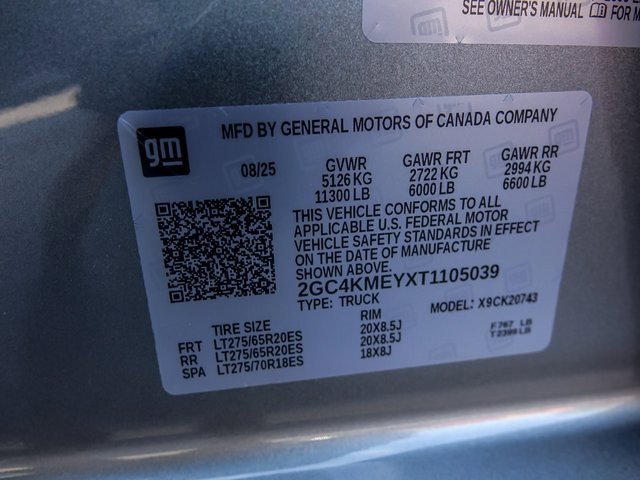 SEE OWNER'S MANUAL
MFD BY GENERAL MOTORS OF CANADA COMPANY
gm
08/25
GVWR
5126 KG
11300 LB
GAWR FRT
2722 KG
6000 LB
GAWR RR
2994 KG
6600 LB
THIS VEHICLE CONFORMS TO ALL
APPLICABLE U.S. FEDERAL MOTOR
VEHICLE SAFETY STANDARDS IN EFFECT
ON THE DATE OF MANUFACTURE
SHOWN ABOVE.
2GC4KMEYXT1105039
TYPE: TRUCK
MODEL: X9CK20743
TIRE SIZE RIM
FRT LT275/65R20ES 20X8.5J
RR LT275/65R20ES 20X8.5J
SPA LT275/70R18ES 18X8J
F 767 LB
T 2399 LB